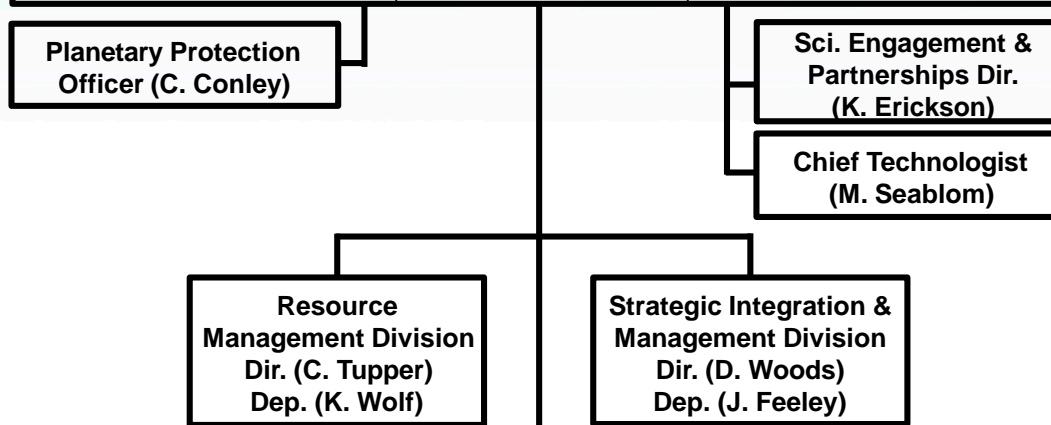 Planetary Protection
Officer (C. Conley)
Sci. Engagement &
Partnerships Dir.
(K. Erickson)
Chief Technologist
(M. Seablom)
Resource
Management Division
Dir. (C. Tupper)
Dep. (K. Wolf)
Strategic Integration &
Management Division
Dir. (D. Woods)
Dep. (J. Feeley)